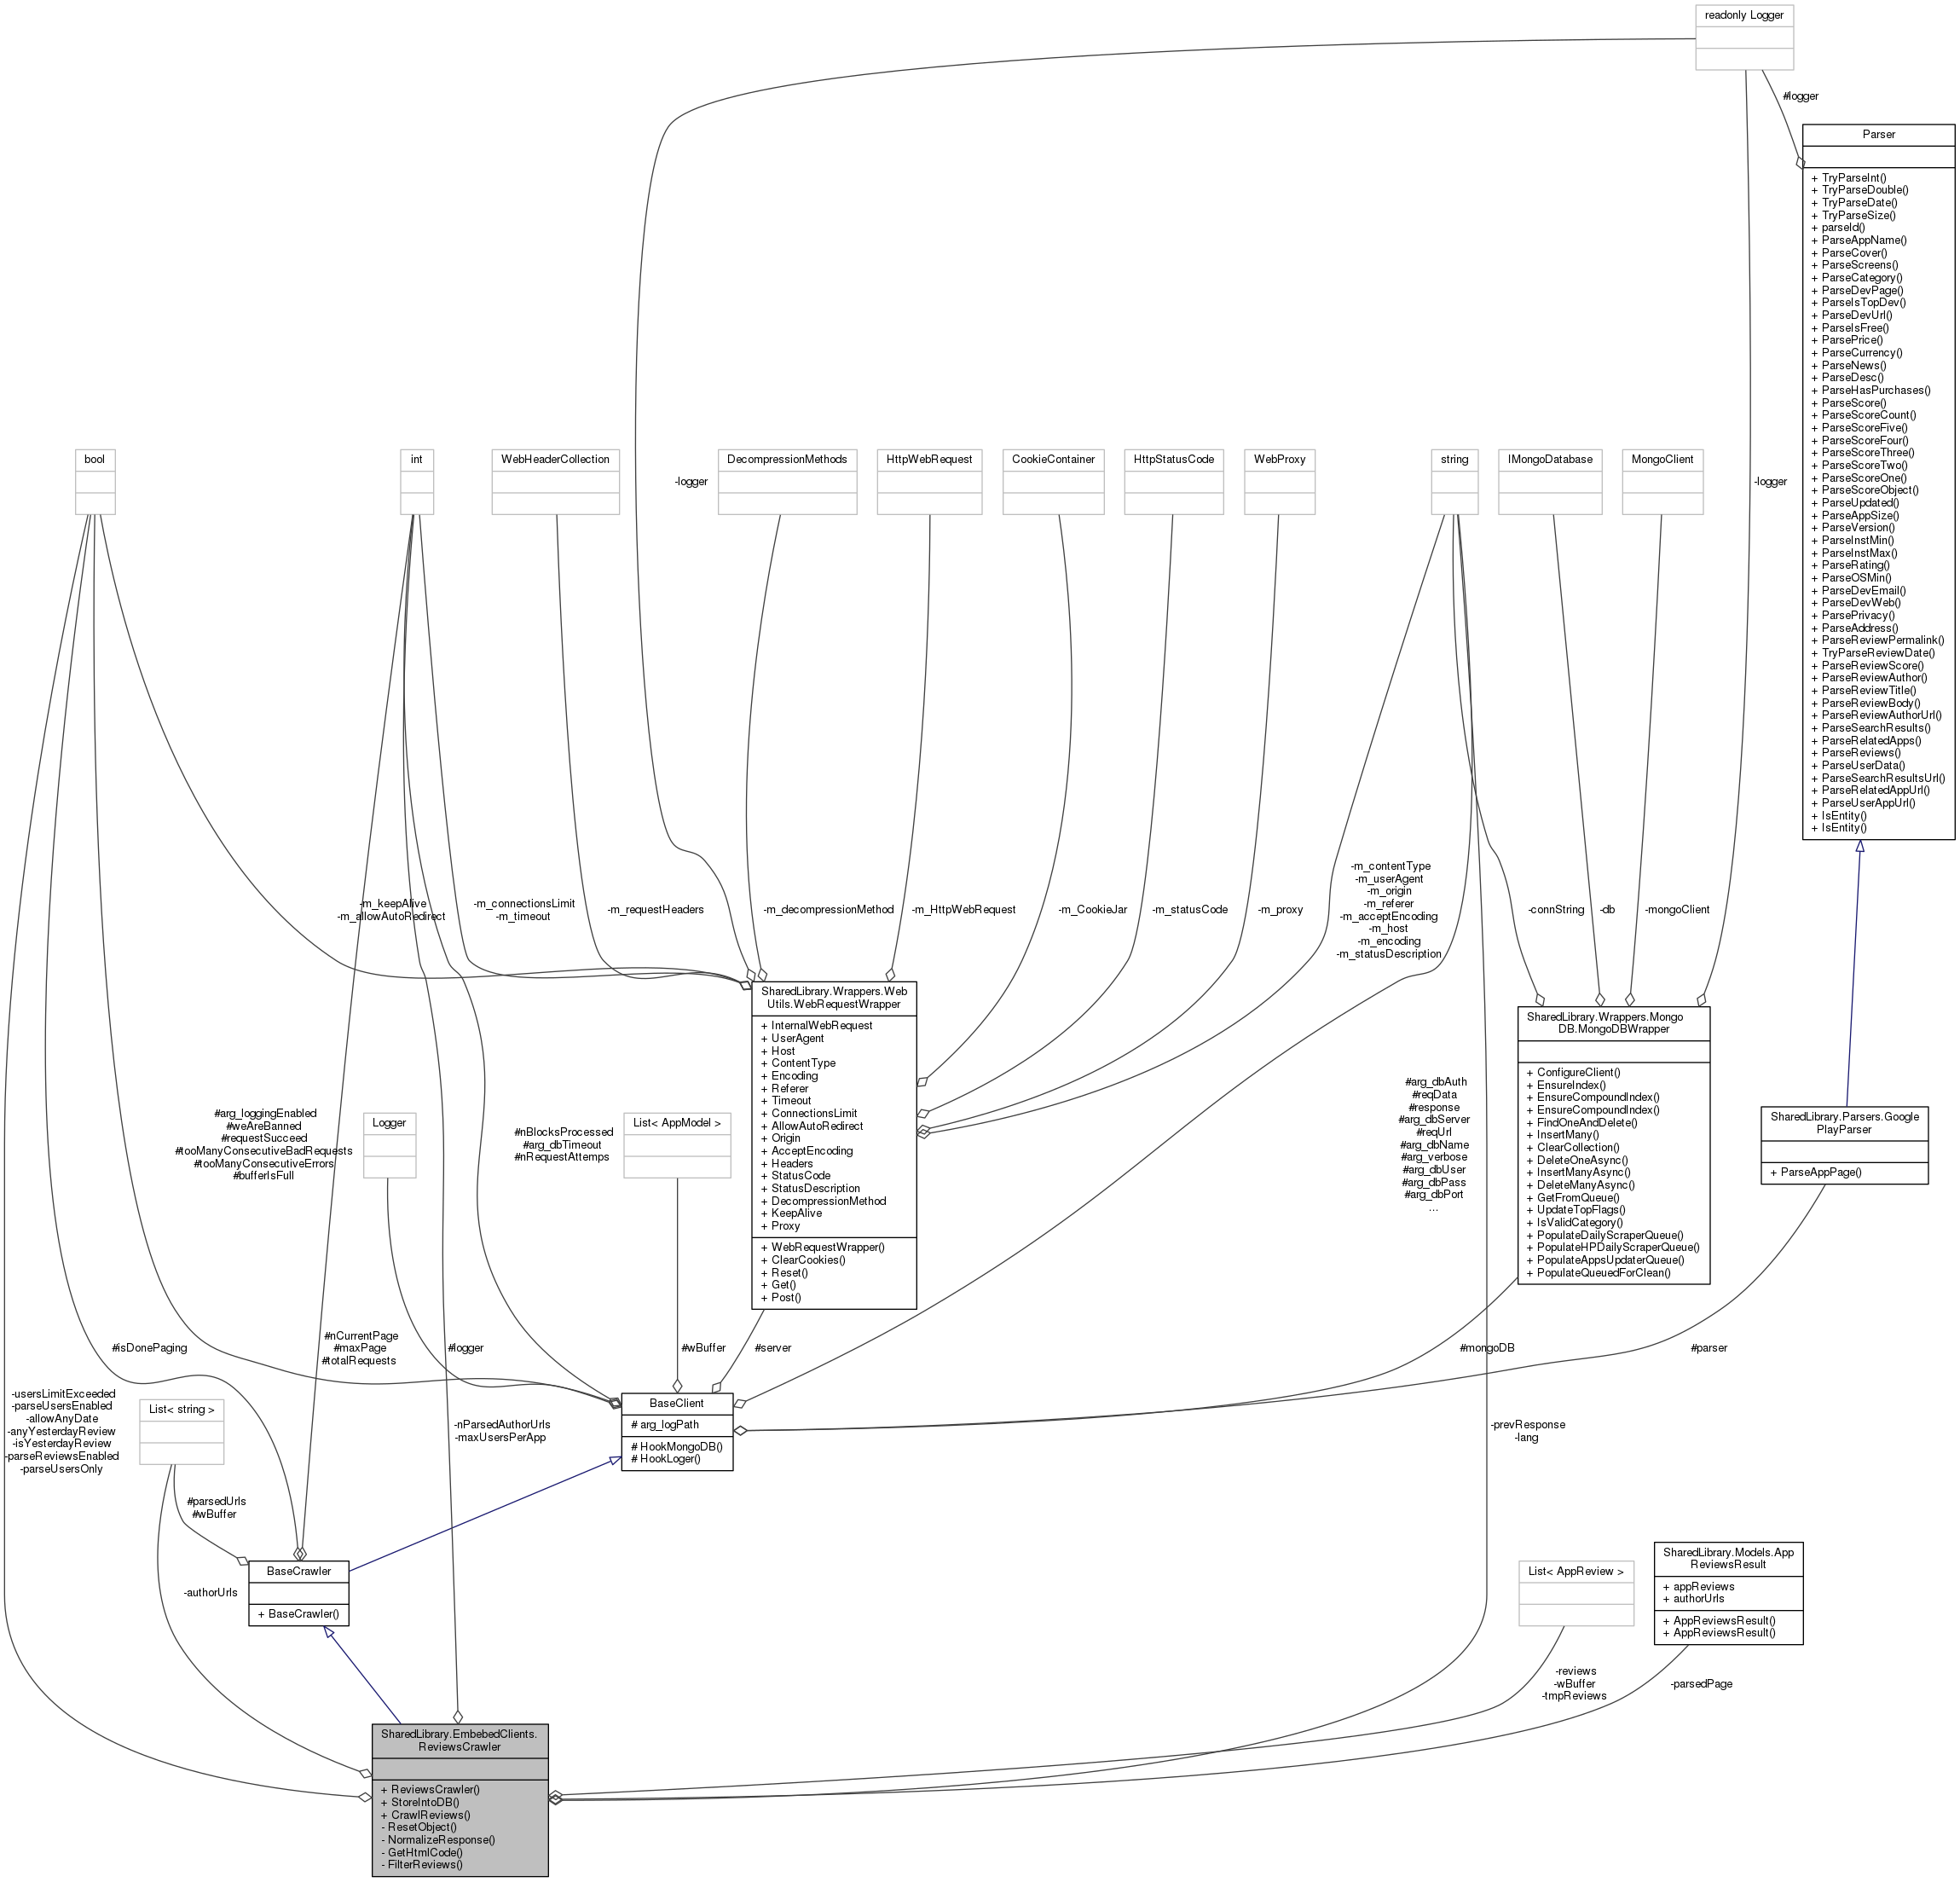 readonly Logger
#logger
Parser
+ TryParseInt()
+ TryParseDouble()
+ TryParseDate()
+ TryParseSize()
+ parseId()
+ ParseAppName()
+ ParseCover()
+ ParseScreens()
+ ParseCategory()
+ ParseDevPage()
+ ParseIsTopDev()
+ ParseDevUrl()
+ ParseIsFree()
+ ParsePrice()
+ ParseCurrency()
+ ParseNews()
+ ParseDesc()
+ ParseHasPurchases()
+ ParseScore()
+ ParseScoreCount()
+ ParseScoreFive()
+ ParseScoreFour()
+ ParseScoreThree()
+ ParseScoreTwo()
+ ParseScoreOne()
+ ParseScoreObject()
+ ParseUpdated()
+ ParseAppSize()
+ ParseVersion()
+ ParseInstMin()
+ ParseInstMax()
+ ParseRating()
+ ParseOSMin()
+ ParseDevEmail()
+ ParseDevWeb()
+ ParsePrivacy()
+ ParseAddress()
+ ParseReviewPermalink()
+ TryParseReviewDate()
+ ParseReviewScore()
+ ParseReviewAuthor()
+ ParseReviewTitle()
+ ParseReviewBody()
+ ParseReviewAuthorUrl()
+ ParseSearchResults()
+ ParseRelatedApps()
+ ParseReviews()
+ ParseUserData()
+ ParseSearchResultsUrl()
+ ParseRelatedAppUrl()
+ ParseUserAppUrl()
+ IsEntity()
+ IsEntity()
bool
int
WebHeaderCollection
DecompressionMethods
HttpWebRequest
CookieContainer
HttpStatusCode
WebProxy
string
IMongoDatabase
MongoClient
-logger
-logger
-m_keepAlive
-m_allowAutoRedirect
-m_connectionsLimit
-m_timeout
-m_requestHeaders
-m_decompressionMethod
-m_HttpWebRequest
-m_CookieJar
-m_statusCode
-m_proxy
-m_contentType
-m_userAgent
-m_origin
-m_referer
-m_acceptEncoding
-m_host
-m_encoding
-m_statusDescription
-connString
-db
-mongoClient
SharedLibrary.Wrappers.Web
Utils.WebRequestWrapper
+ InternalWebRequest
+ UserAgent
+ Host
+ ContentType
+ Encoding
+ Referer
+ Timeout
+ ConnectionsLimit
+ AllowAutoRedirect
+ Origin
+ AcceptEncoding
+ Headers
+ StatusCode
+ StatusDescription
+ DecompressionMethod
+ KeepAlive
+ Proxy
+ WebRequestWrapper()
+ ClearCookies()
+ Reset()
+ Get()
+ Post()
SharedLibrary.Wrappers.Mongo
DB.MongoDBWrapper
+ ConfigureClient()
+ EnsureIndex()
+ EnsureCompoundIndex()
+ EnsureCompoundIndex()
+ FindOneAndDelete()
+ InsertMany()
+ ClearCollection()
+ DeleteOneAsync()
+ InsertManyAsync()
+ DeleteManyAsync()
+ GetFromQueue()
+ UpdateTopFlags()
+ IsValidCategory()
+ PopulateDailyScraperQueue()
+ PopulateHPDailyScraperQueue()
+ PopulateAppsUpdaterQueue()
+ PopulateQueuedForClean()
SharedLibrary.Parsers.Google
PlayParser
+ ParseAppPage()
#arg_loggingEnabled
#weAreBanned
#requestSucceed
#tooManyConsecutiveBadRequests
#tooManyConsecutiveErrors
#bufferIsFull
Logger
#nBlocksProcessed
#arg_dbTimeout
#nRequestAttemps
List< AppModel >
#arg_dbAuth
#reqData
#response
#arg_dbServer
#reqUrl
#arg_dbName
#arg_verbose
#arg_dbUser
#arg_dbPass
#arg_dbPort
...
#isDonePaging
#nCurrentPage
#maxPage
#totalRequests
#logger
#wBuffer
#server
#mongoDB
#parser
-usersLimitExceeded
-parseUsersEnabled
-allowAnyDate
-anyYesterdayReview
-isYesterdayReview
-parseReviewsEnabled
-parseUsersOnly
List< string >
-nParsedAuthorUrls
-maxUsersPerApp
BaseClient
# arg_logPath
# HookMongoDB()
# HookLoger()
-prevResponse
-lang
#parsedUrls
#wBuffer
-authorUrls
BaseCrawler
+ BaseCrawler()
List< AppReview >
SharedLibrary.Models.App
ReviewsResult
+ appReviews
+ authorUrls
+ AppReviewsResult()
+ AppReviewsResult()
-reviews
-wBuffer
-tmpReviews
-parsedPage
SharedLibrary.EmbebedClients.
ReviewsCrawler
+ ReviewsCrawler()
+ StoreIntoDB()
+ CrawlReviews()
- ResetObject()
- NormalizeResponse()
- GetHtmlCode()
- FilterReviews()